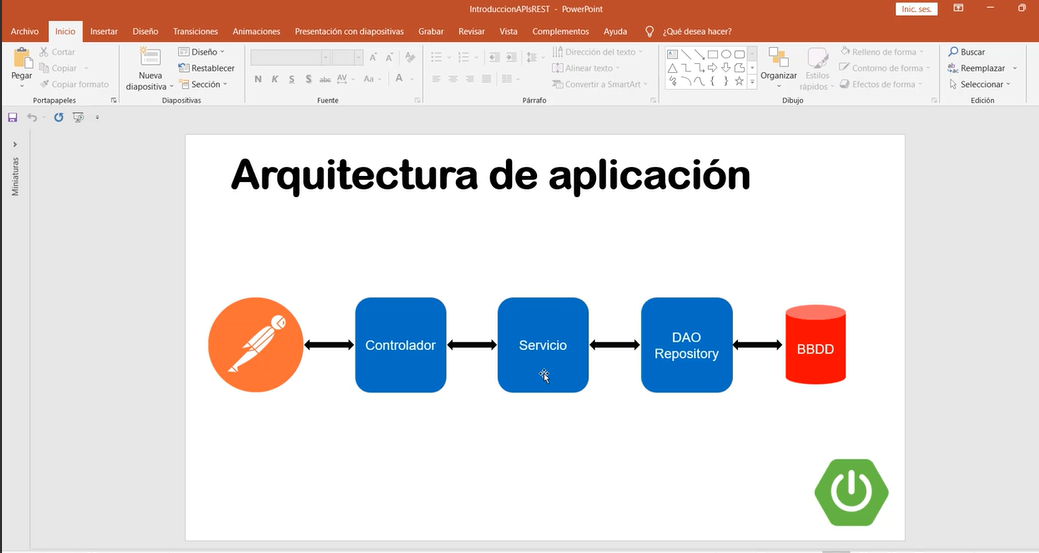 IntroduccionAPIsREST - PowerPoint
Inic. ses.
Archivo Inicio Insertar Diseño Transiciones Animaciones Presentación con diapositivas Grabar Revisar Vista Complementos Ayuda ¿Qué desea hacer?
Pegar
Cortar
Copiar
Copiar formato
Portapapeles
Nueva
diapositiva
Diseño
Restablecer
Sección
Diapositivas
N K S S abc AV Aa A
Fuente
Dirección del texto
Alinear texto
Convertir a SmartArt
Párrafo
Organizar
Estilos
rápidos
Relleno de forma
Contorno de forma
Efectos de forma
Dibujo
Buscar
Reemplazar
Seleccionar
Edición
Miniaturas
Arquitectura de aplicación
Controlador
Servicio
DAO
Repository
BBDD